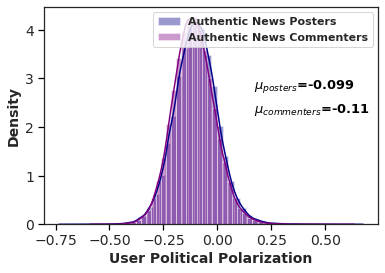 Authentic News Posters
Authentic News Commenters
μposters=-0.099
μcommenters=-0.11
Density
4
3
2
1
0
−0.75 −0.50 −0.25 0.00 0.25 0.50
User Political Polarization